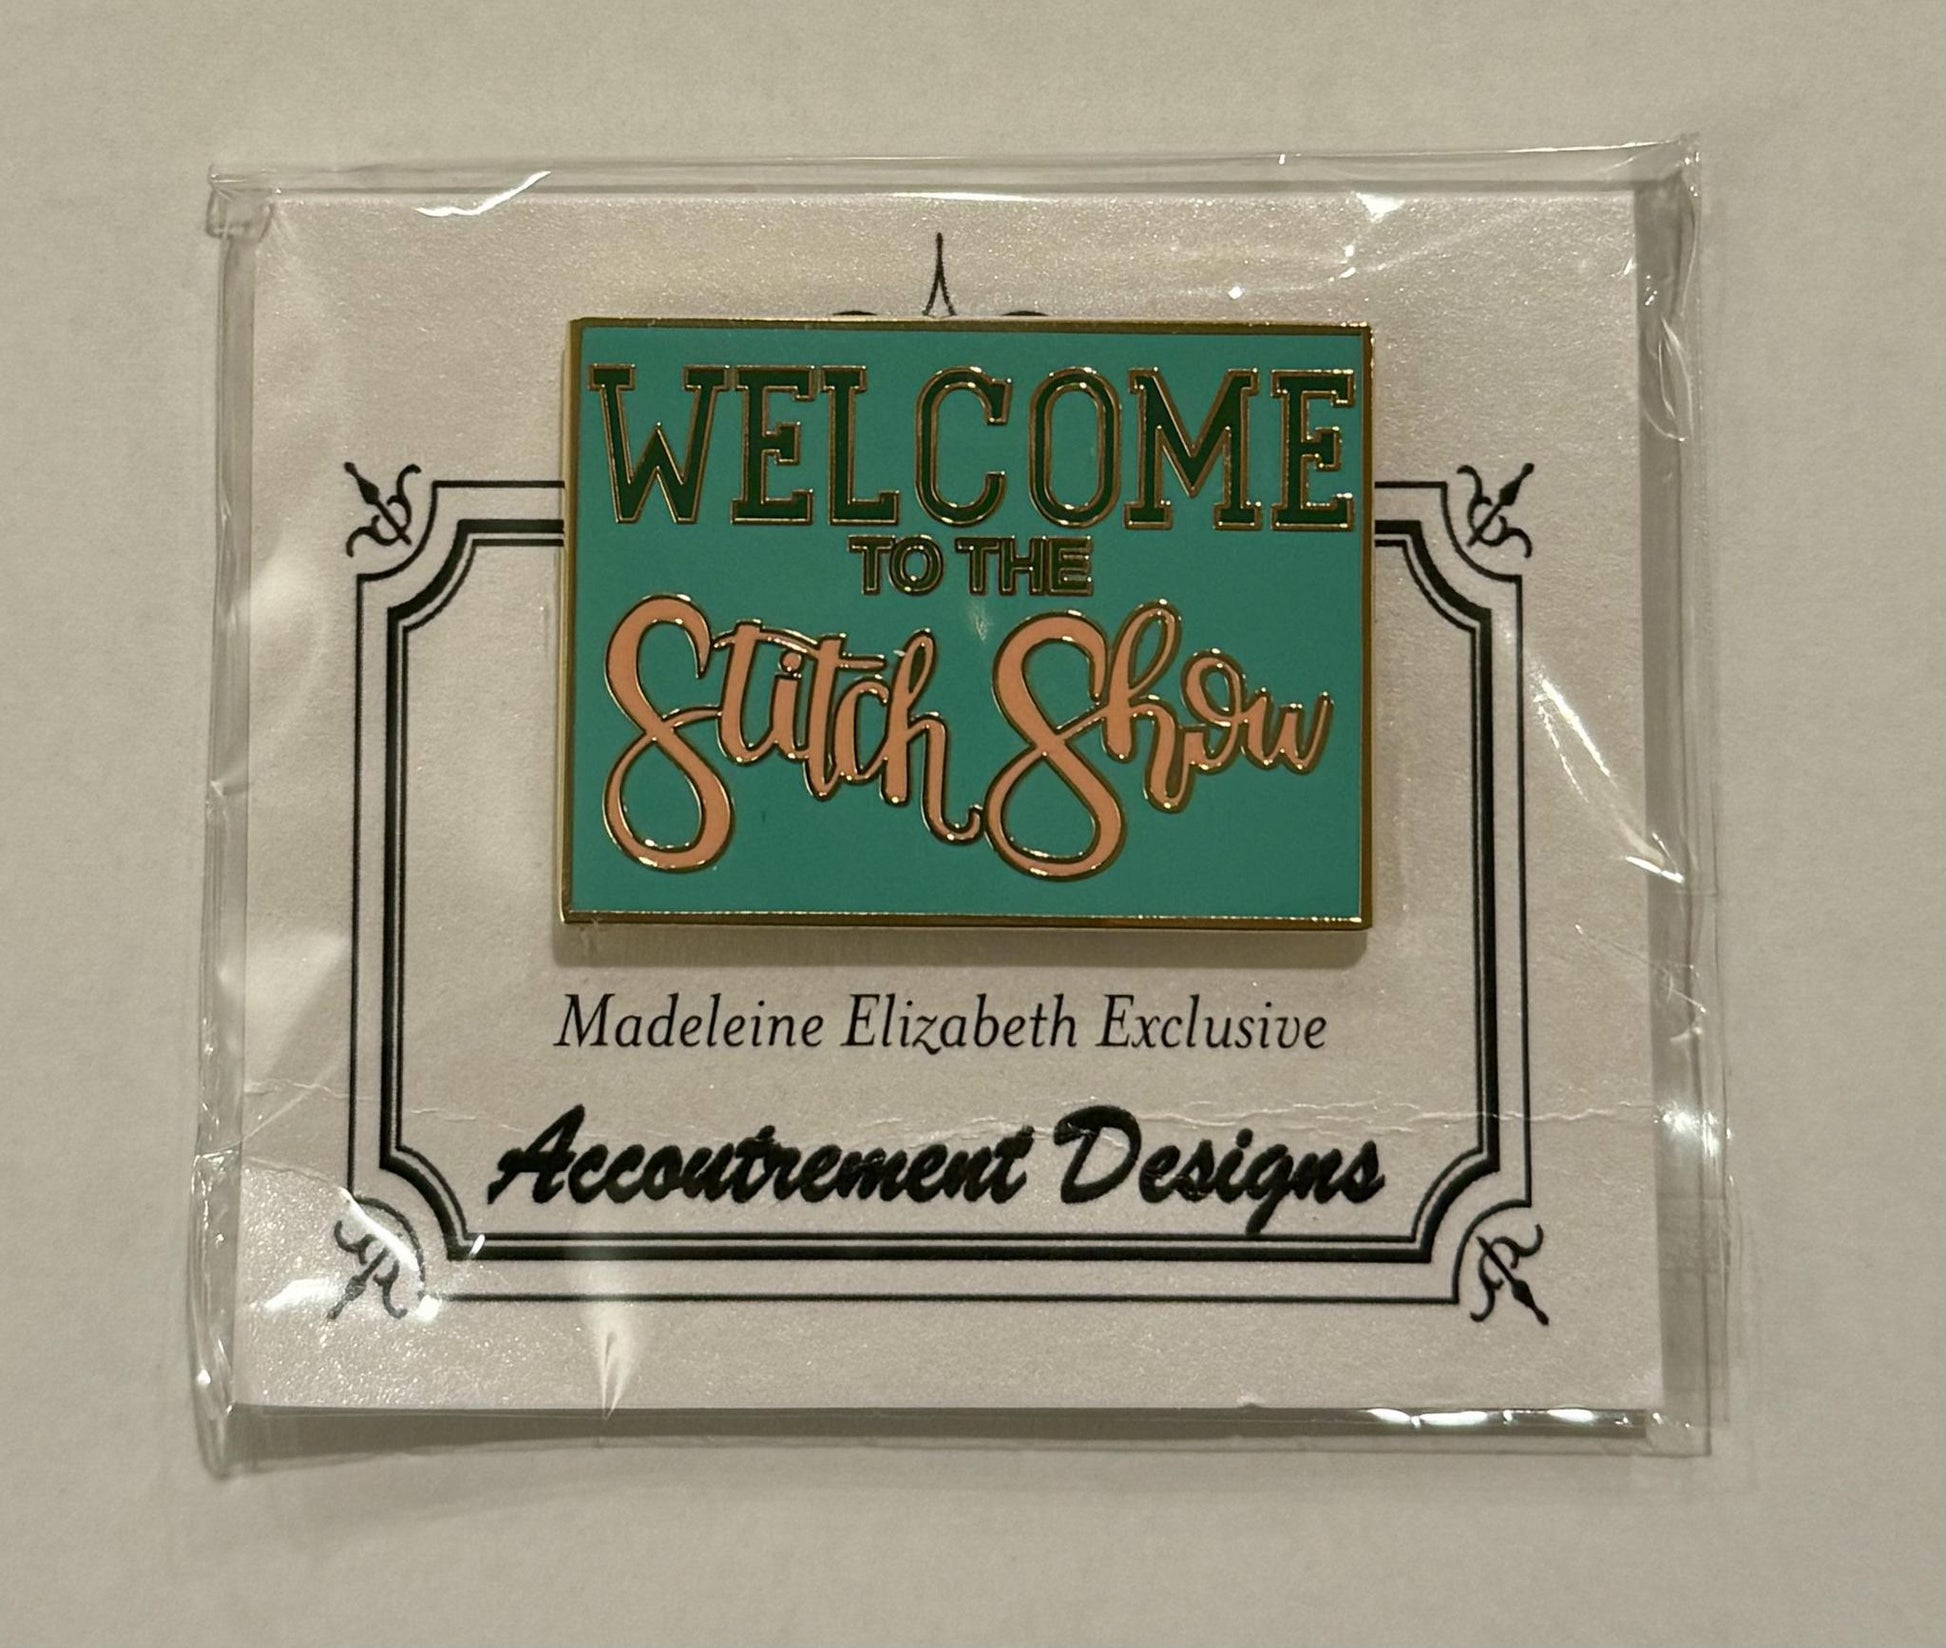 WELCOME
TO THE
Stitch Show
Madeleine Elizabeth Exclusive
Accoutrement Designs